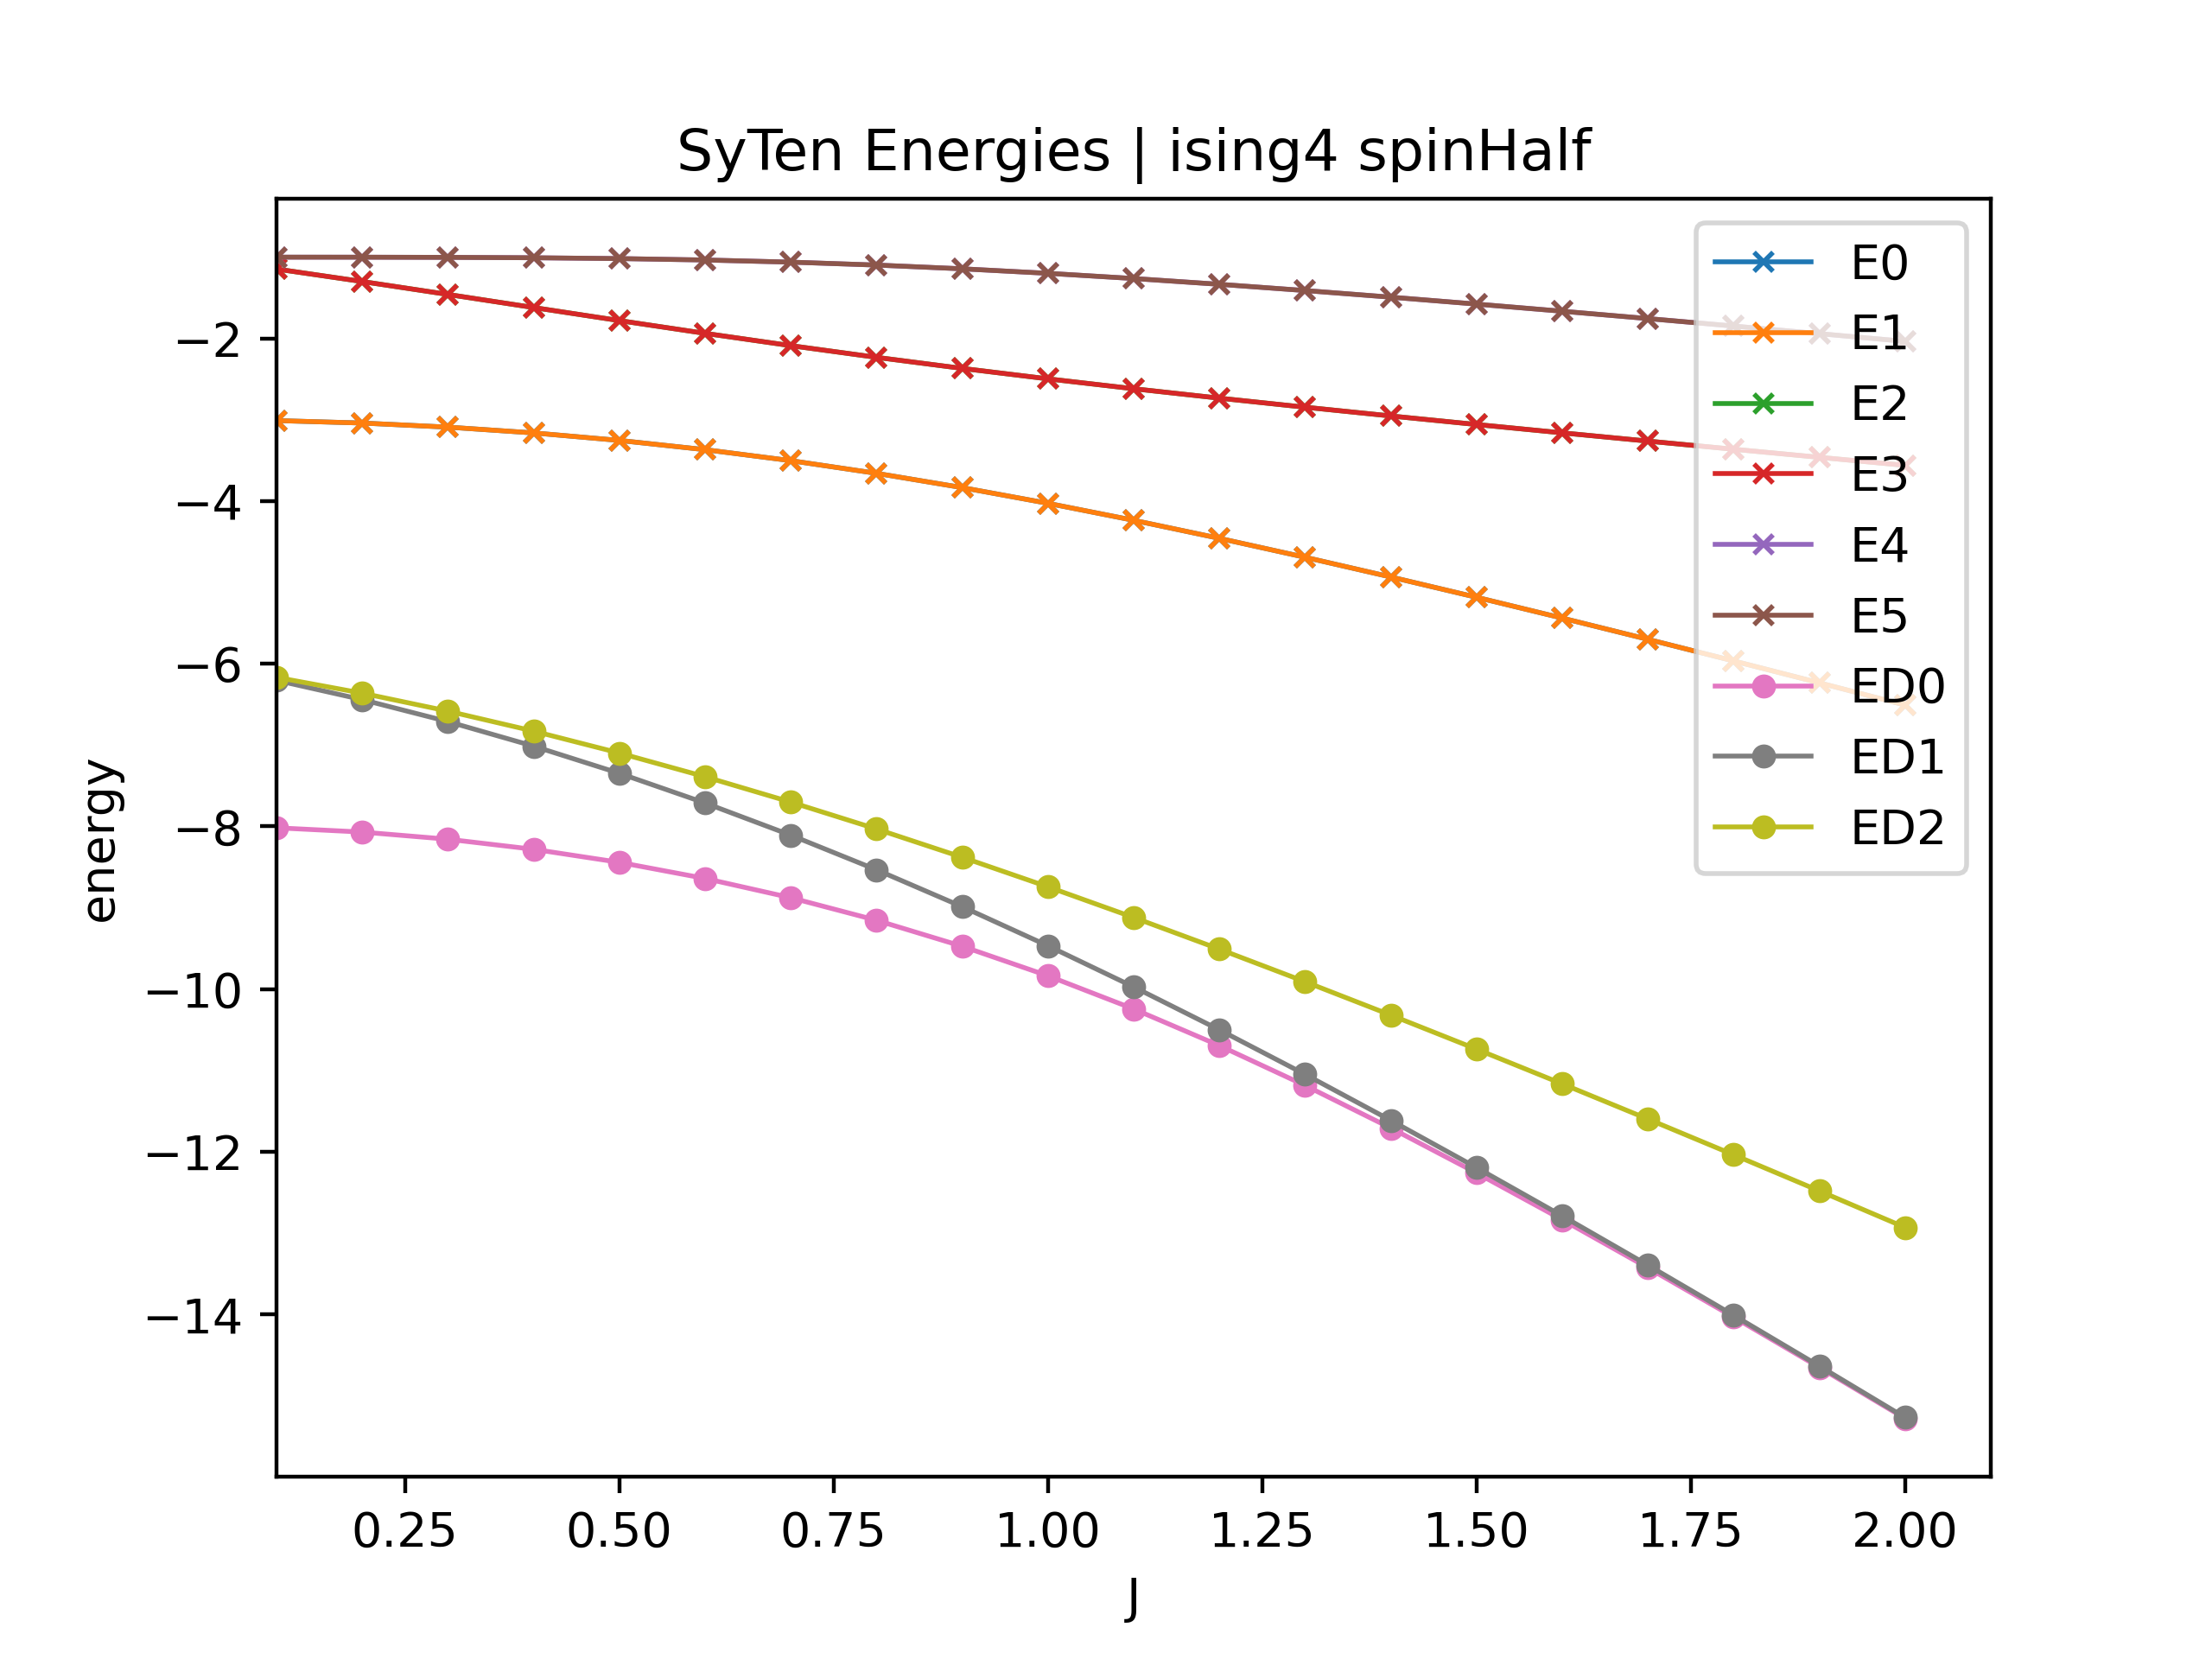 SyTen Energies | ising4 spinHalf
E0
E1
E2
E3
E4
E5
ED0
ED1
ED2
energy
−2
−4
−6
−8
−10
−12
−14
0.25 0.50 0.75 1.00 1.25 1.50 1.75 2.00
J